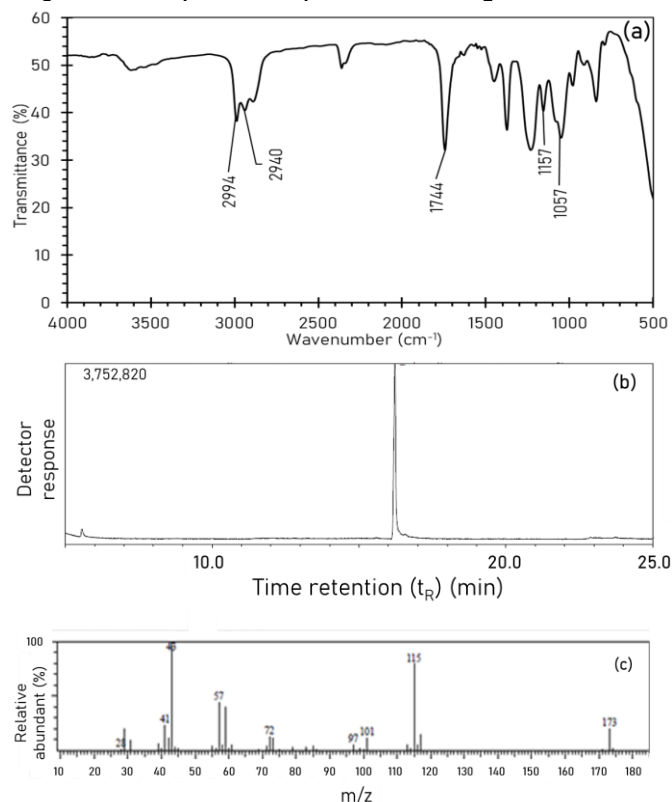 (a)
60
50
40
30
20
10
0
Transmittance (%)
2994
2940
1744
1157
1057
4000 3500 3000 2500 2000 1500 1000 500
Wavenumber (cm⁻¹)
3,752,820
(b)
Detector
response
10.0 20.0 25.0
Time retention (tR) (min)
100
(c)
Relative
abundant (%)
41
57
72
97
101
115
173
10 20 30 40 50 60 70 80 90 100 110 120 130 140 150 160 170 180
m/z